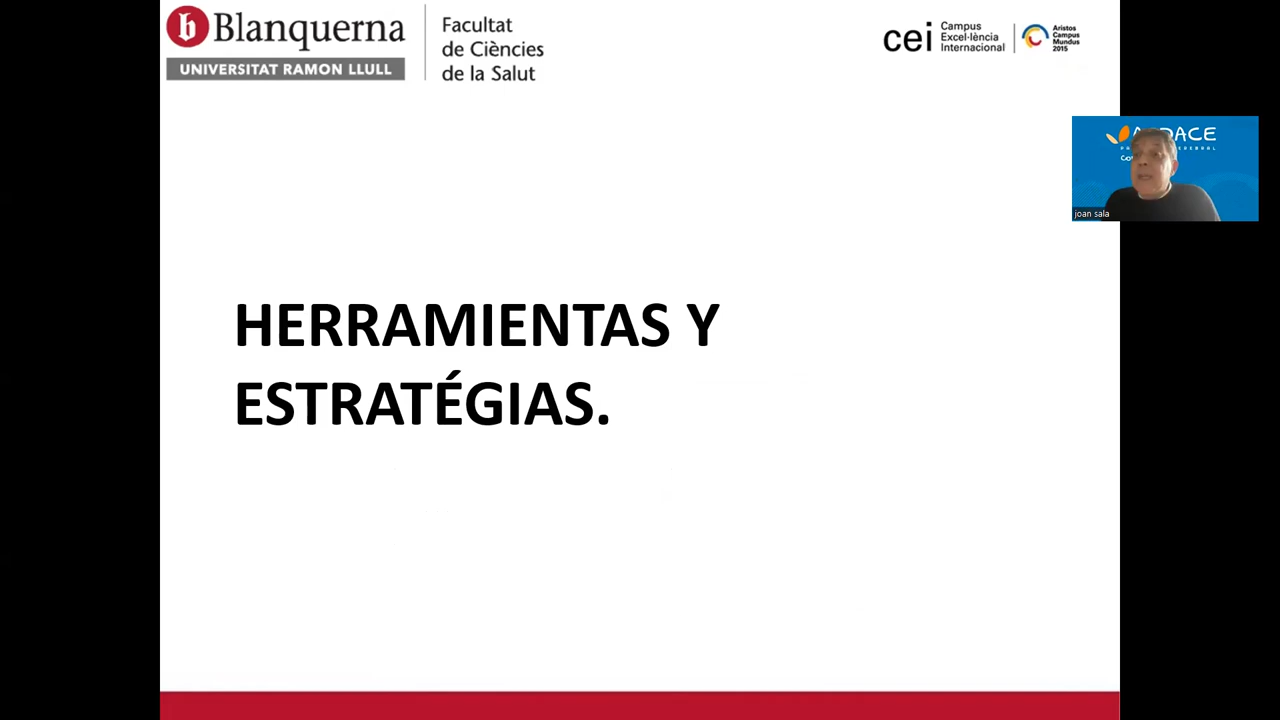 Blanquerna
UNIVERSITAT RAMON LLULL
Facultat
de Ciències
de la Salut
cei
Campus
Excel·lència
Internacional
Aristos
Campus
Mundus
2015
joan sala
HERRAMIENTAS Y
ESTRATÉGIAS.